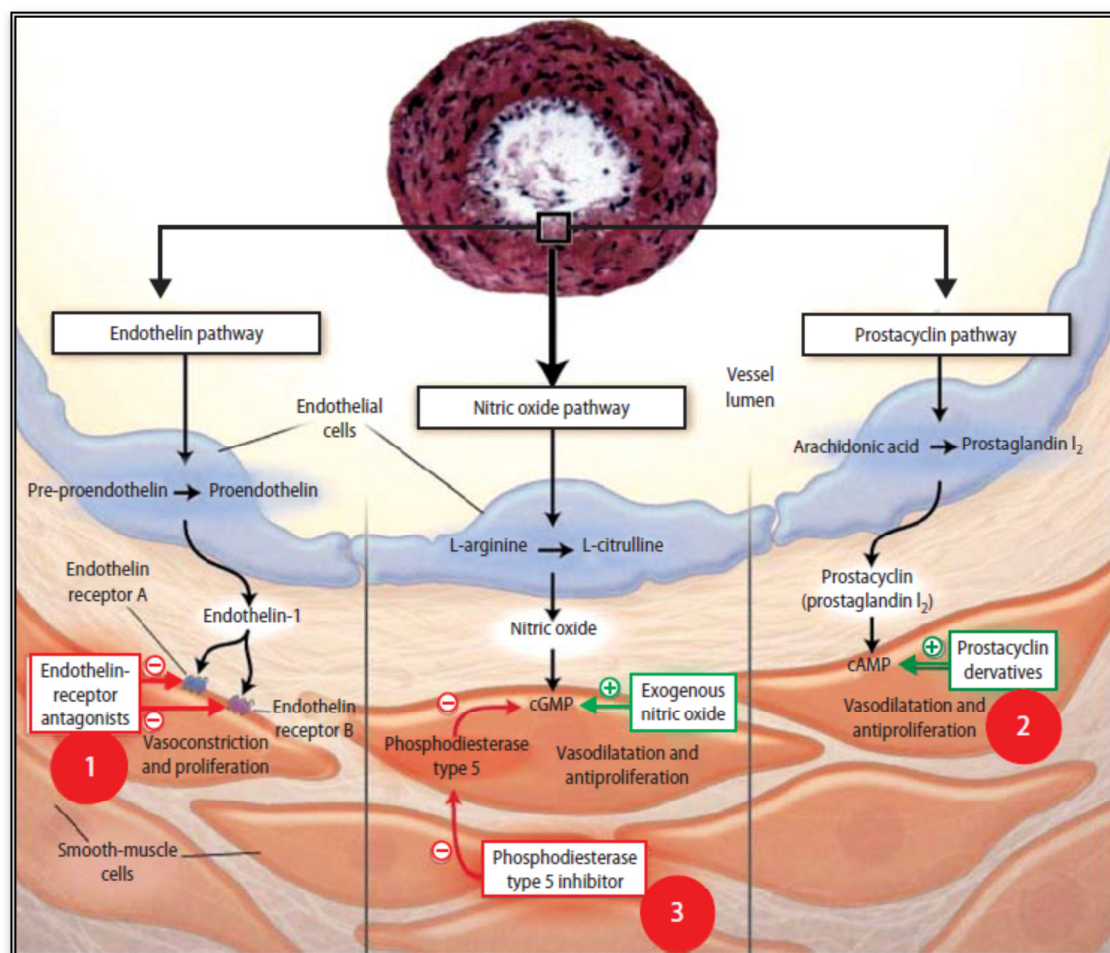 Endothelin pathway
Nitric oxide pathway
Prostacyclin pathway
Vessel
lumen
Endothelial
cells
Pre-proendothelin
Proendothelin
L-arginine
L-citrulline
Arachidonic acid
Prostaglandin I₂
Endothelin
receptor A
Endothelin-1
Endothelin-
receptor
antagonists
Endothelin
receptor B
1
Vasoconstriction
and proliferation
Smooth-muscle
cells
Nitric oxide
cGMP
Exogenous
nitric oxide
Phosphodiesterase
type 5
Vasodilatation and
antiproliferation
Phosphodiesterase
type 5 inhibitor
3
Prostacyclin
(prostaglandin I₂)
cAMP
Prostacyclin
dervatives
Vasodilatation and
antiproliferation
2